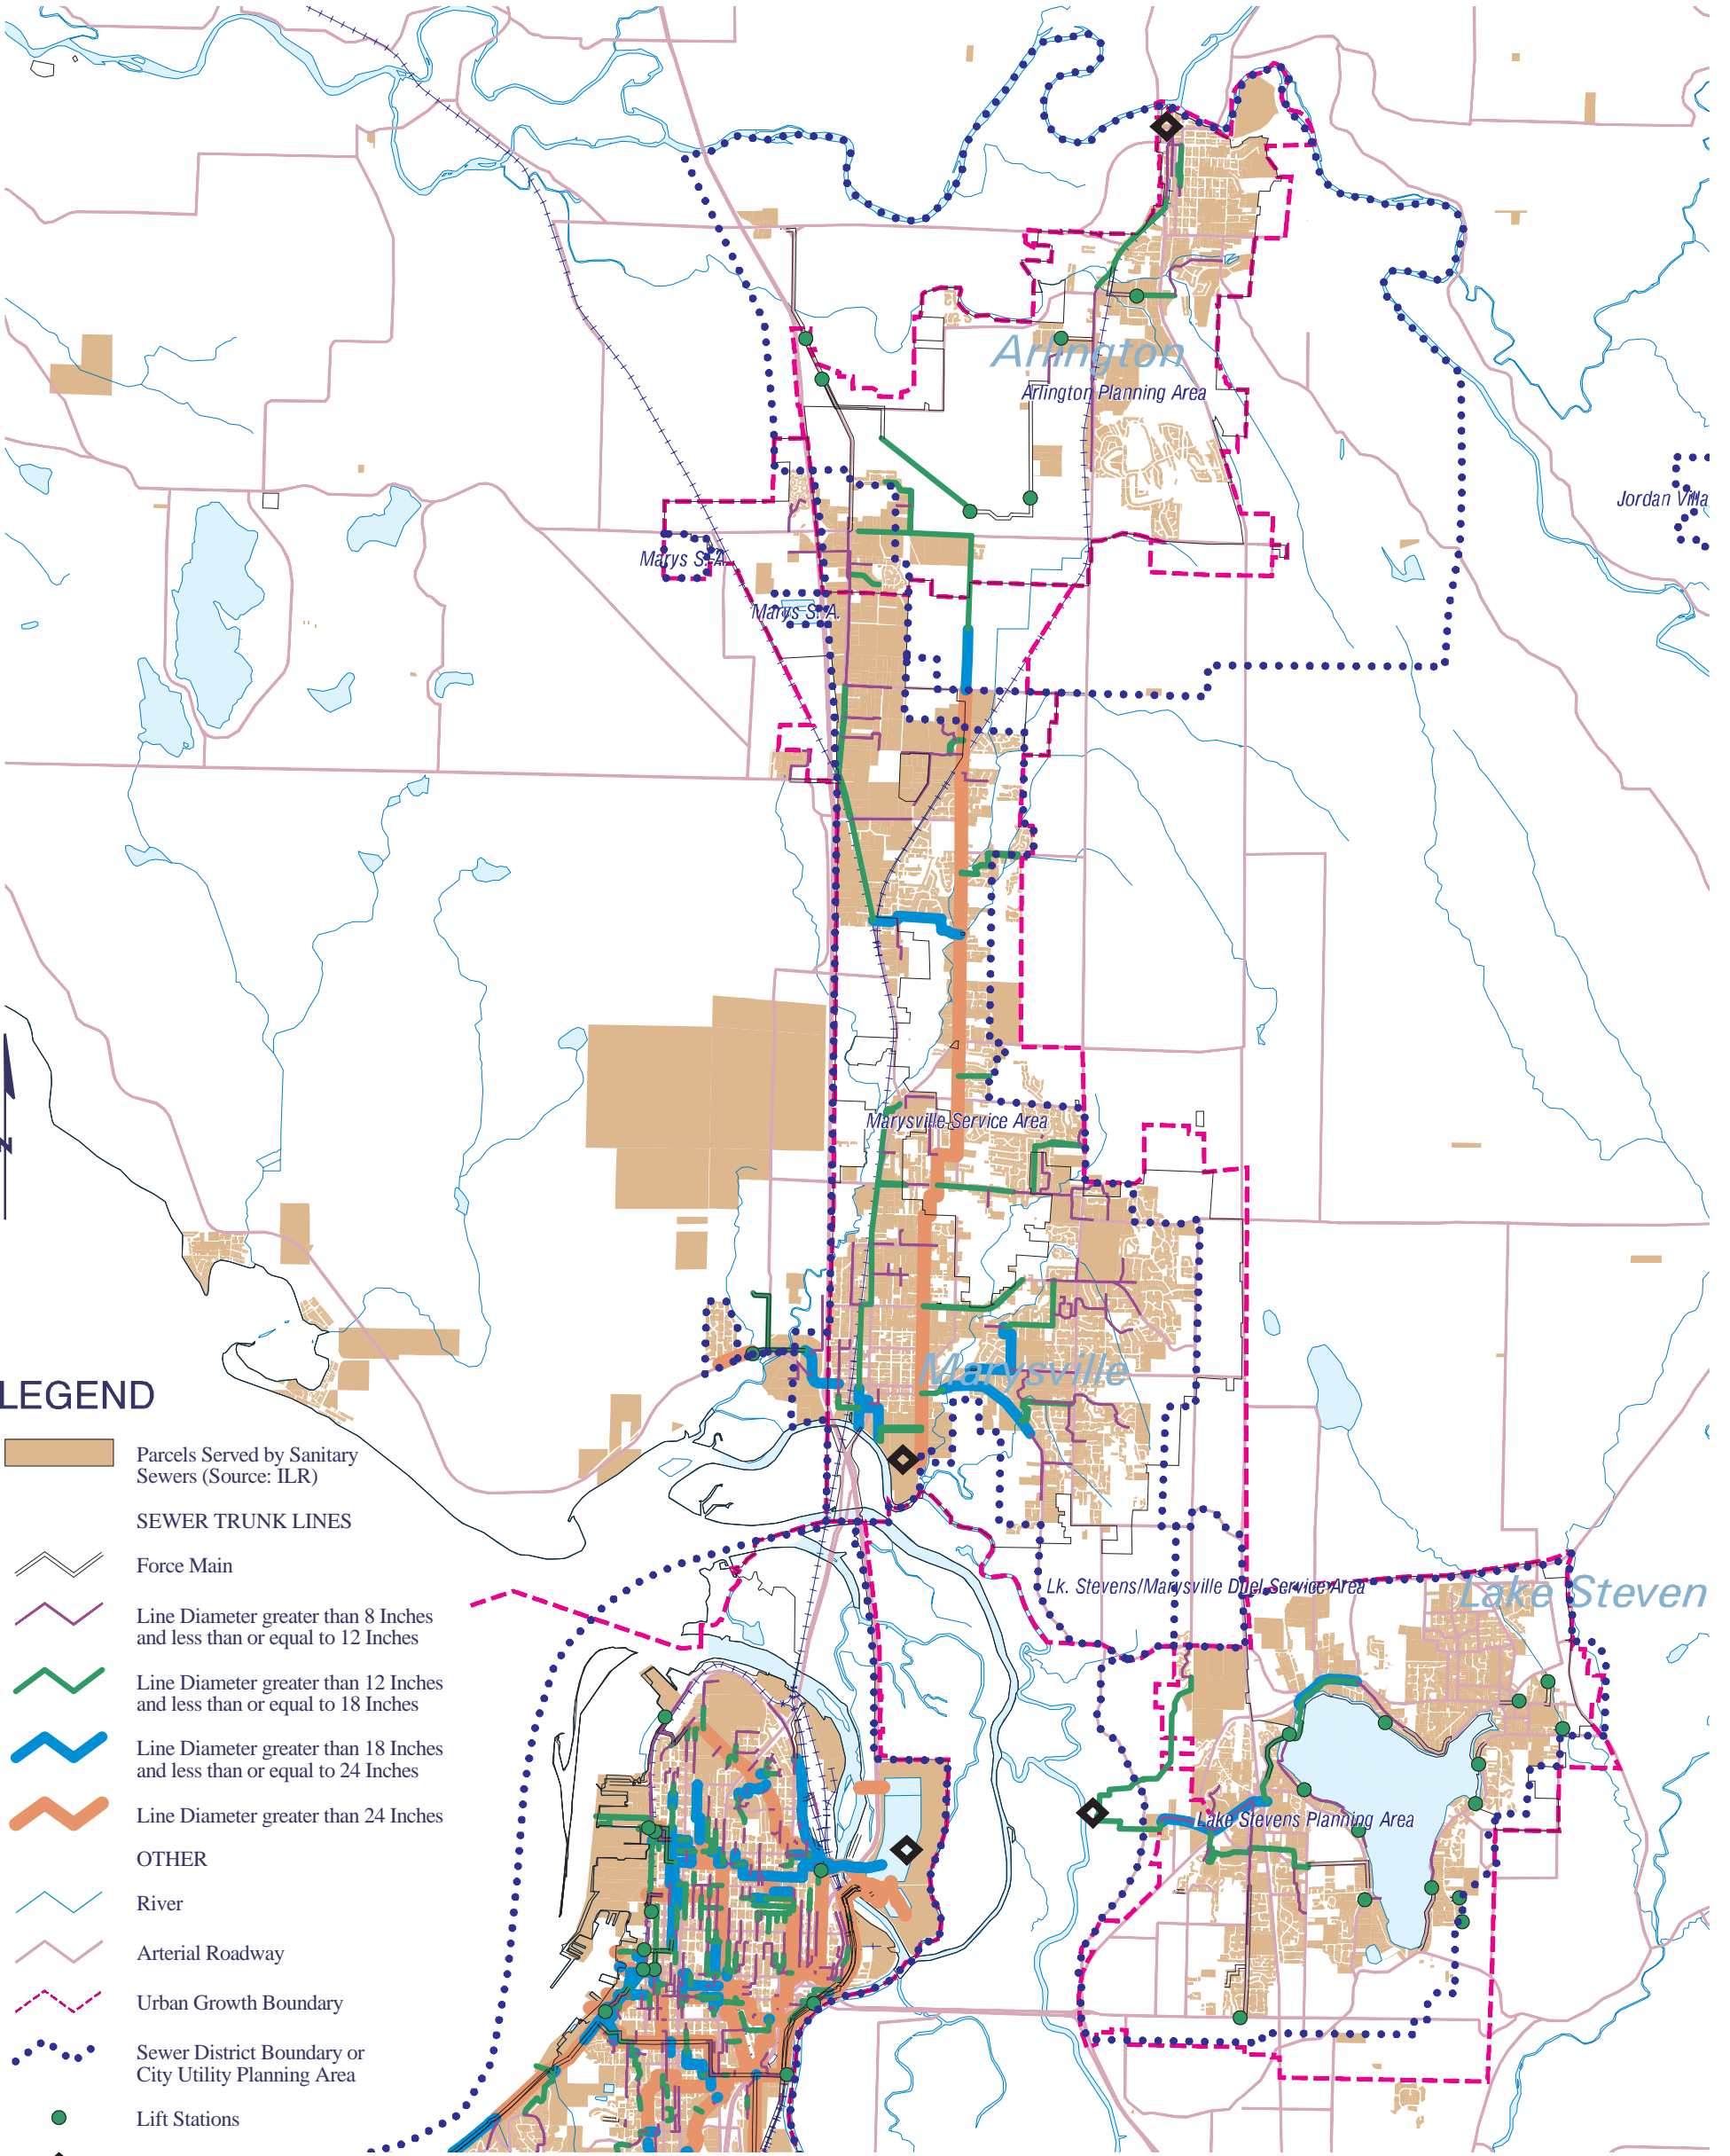 Arlington
Arlington Planning Area
Jordan Villa
Marys S. A.
Marys S. A.
Marysville Service Area
Marysville
Lk. Stevens/Marysville Duel Service Area
Lake Steven
Lake Stevens Planning Area
N
LEGEND
Parcels Served by Sanitary
Sewers (Source: ILR)
SEWER TRUNK LINES
Force Main
Line Diameter greater than 8 Inches
and less than or equal to 12 Inches
Line Diameter greater than 12 Inches
and less than or equal to 18 Inches
Line Diameter greater than 18 Inches
and less than or equal to 24 Inches
Line Diameter greater than 24 Inches
OTHER
River
Arterial Roadway
Urban Growth Boundary
Sewer District Boundary or
City Utility Planning Area
Lift Stations